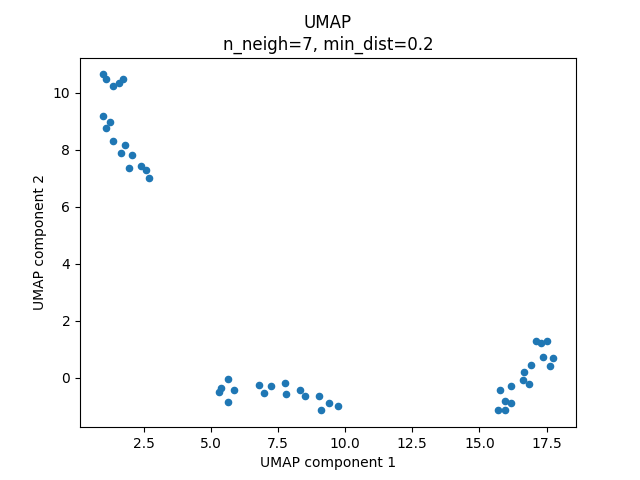 UMAP
n_neigh=7, min_dist=0.2
10
8
6
4
2
0
UMAP component 2
2.5 5.0 7.5 10.0 12.5 15.0 17.5
UMAP component 1